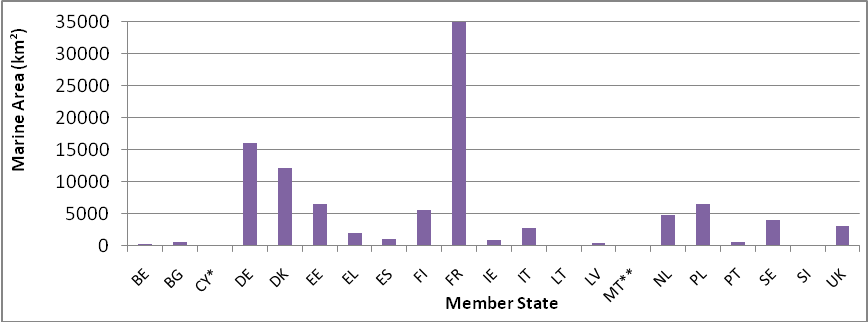 Marine Area (km²)
35000
30000
25000
20000
15000
10000
5000
0
BE BG CY* DE DK EE EL ES FI FR IE IT LT LV MT** NL PL PT SE SI UK
Member State